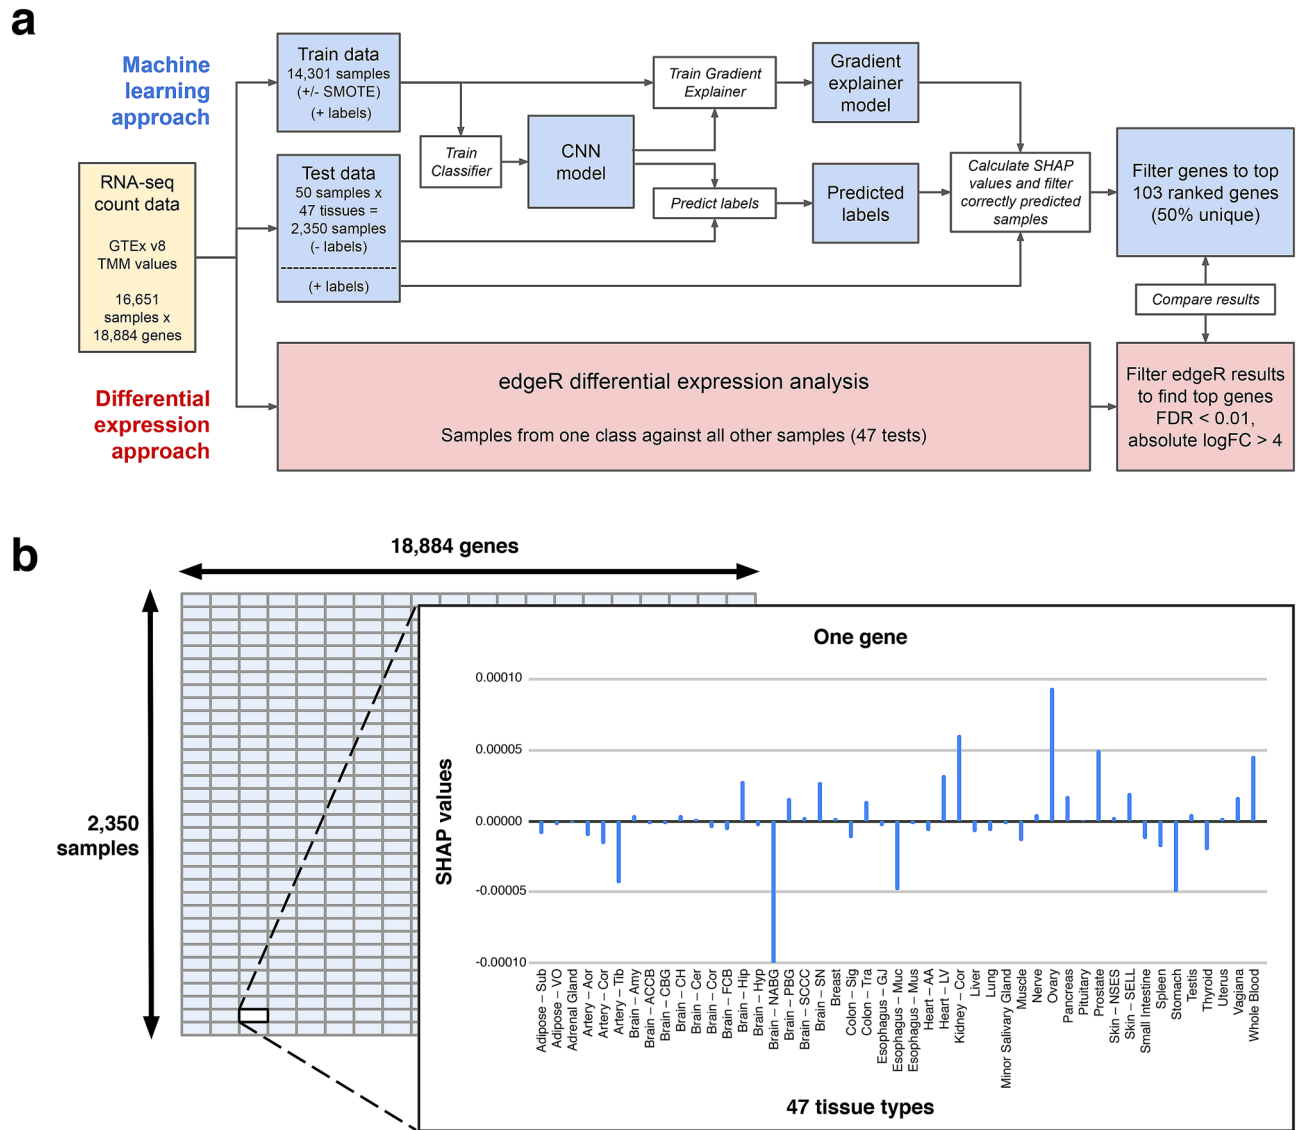 a
Machine
learning
approach
RNA-seq
count data
GTEx v8
TMM values
16,651
samples x
18,884 genes
Differential
expression
approach
Train data
14,301 samples
(+/- SMOTE)
(+ labels)
Test data
50 samples x
47 tissues =
2,350 samples
(- labels)
(+ labels)
Train
Classifier
CNN
model
Train Gradient
Explainer
Predict labels
Gradient
explainer
model
Predicted
labels
Calculate SHAP
values and filter
correctly predicted
samples
Filter genes to top
103 ranked genes
(50% unique)
Compare results
edgeR differential expression analysis
Samples from one class against all other samples (47 tests)
Filter edgeR results
to find top genes
FDR < 0.01,
absolute logFC > 4
b
18,884 genes
2,350
samples
One gene
SHAP values
0.00010
0.00005
0.00000
-0.00005
-0.00010
Adipose – Sub
Adipose – VO
Adrenal Gland
Artery – Aor
Artery – Cor
Artery – Tib
Brain – Amy
Brain – ACCB
Brain – CBG
Brain – CH
Brain – Cer
Brain – Cor
Brain – FCB
Brain – Hip
Brain – Hyp
Brain – NABG
Brain – PBG
Brain – SCCC
Brain – SN
Breast
Colon – Sig
Colon – Tra
Esophagus – GJ
Esophagus – Muc
Esophagus – Mus
Heart – AA
Heart – LV
Kidney – Cor
Liver
Lung
Minor Salivary Gland
Muscle
Nerve
Ovary
Pancreas
Pituitary
Prostate
Skin – NSES
Skin – SELL
Small Intestine
Spleen
Stomach
Testis
Thyroid
Uterus
Vagiana
Whole Blood
47 tissue types